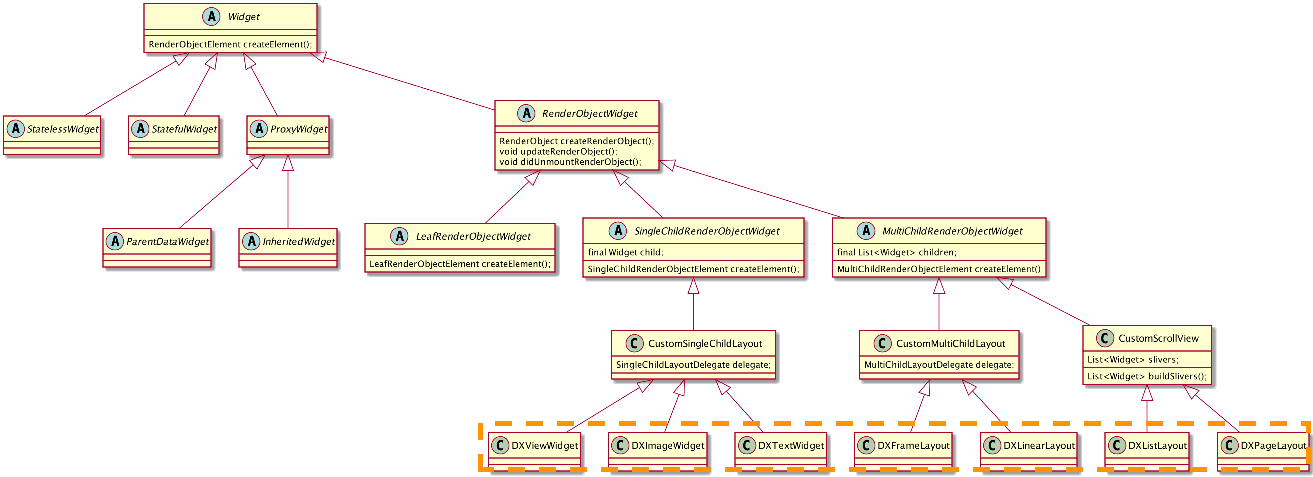 A Widget
RenderObjectElement createElement();
A RenderObjectWidget
RenderObject createRenderObject();
void updateRenderObject();
void didUnmountRenderObject();
A StatelessWidget
A StatefulWidget
A ProxyWidget
A ParentDataWidget
A InheritedWidget
A LeafRenderObjectWidget
LeafRenderObjectElement createElement();
A SingleChildRenderObjectWidget
final Widget child;
SingleChildRenderObjectElement createElement();
A MultiChildRenderObjectWidget
final List<Widget> children;
MultiChildRenderObjectElement createElement()
C CustomSingleChildLayout
SingleChildLayoutDelegate delegate;
C CustomMultiChildLayout
MultiChildLayoutDelegate delegate;
C CustomScrollView
List<Widget> slivers;
List<Widget> buildSlivers();
C DXViewWidget
C DXImageWidget
C DXTextWidget
C DXFrameLayout
C DXLinearLayout
C DXListLayout
C DXPageLayout